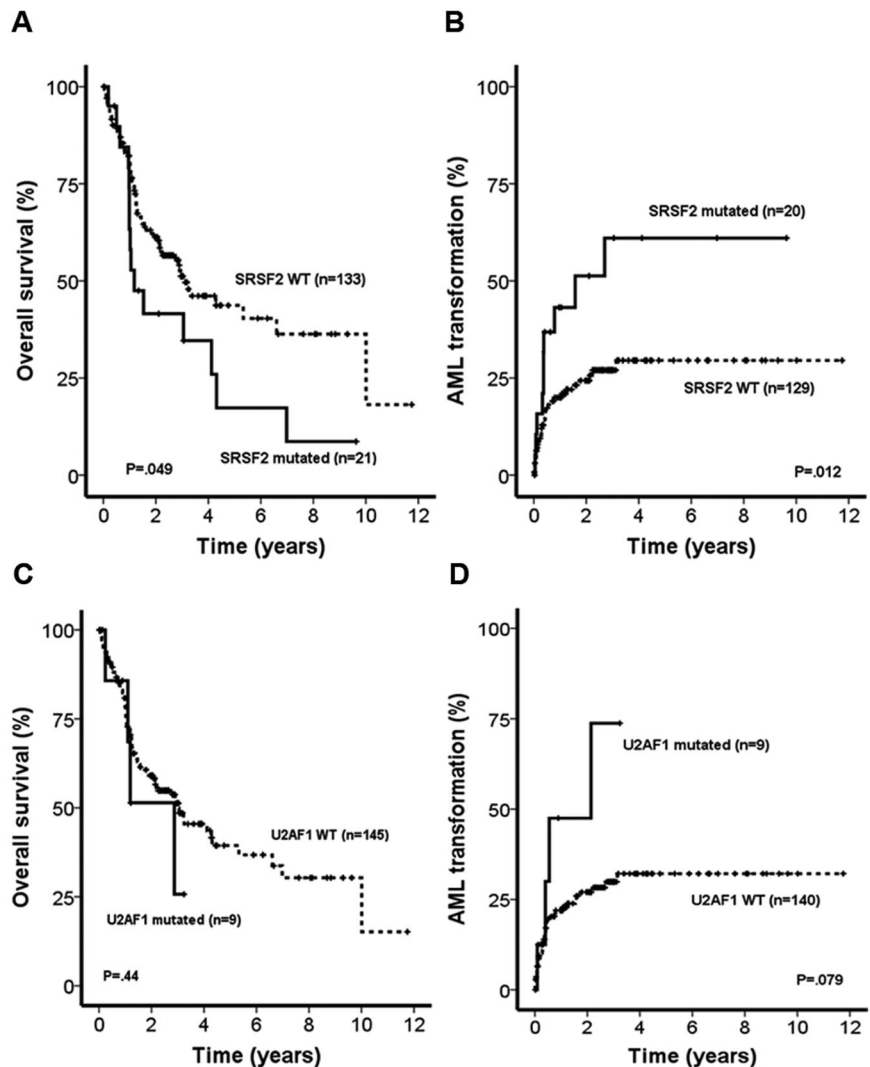 A
Overall survival (%)
100
75
50
25
0
SRSF2 WT (n=133)
SRSF2 mutated (n=21)
P=.049
0 2 4 6 8 10 12
Time (years)
B
AML transformation (%)
100
75
50
25
0
SRSF2 mutated (n=20)
SRSF2 WT (n=129)
P=.012
0 2 4 6 8 10 12
Time (years)
C
Overall survival (%)
100
75
50
25
0
U2AF1 WT (n=145)
U2AF1 mutated (n=9)
P=.44
0 2 4 6 8 10 12
Time (years)
D
AML transformation (%)
100
75
50
25
0
U2AF1 mutated (n=9)
U2AF1 WT (n=140)
P=.079
0 2 4 6 8 10 12
Time (years)